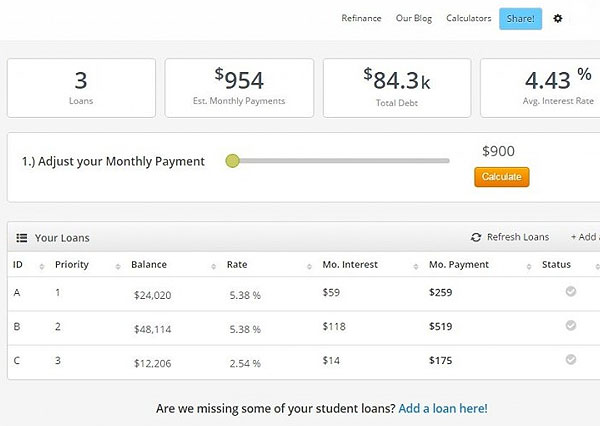 Refinance Our Blog Calculators Share!
3 $954 $84.3k 4.43 %
Loans Est. Monthly Payments Total Debt Avg. Interest Rate
1.) Adjust your Monthly Payment $900
Calculate
Your Loans Refresh Loans + Add
ID Priority Balance Rate Mo. Interest Mo. Payment Status
A 1 $24,020 5.38 % $59 $259
B 2 $48,114 5.38 % $118 $519
C 3 $12,206 2.54 % $14 $175
Are we missing some of your student loans? Add a loan here!